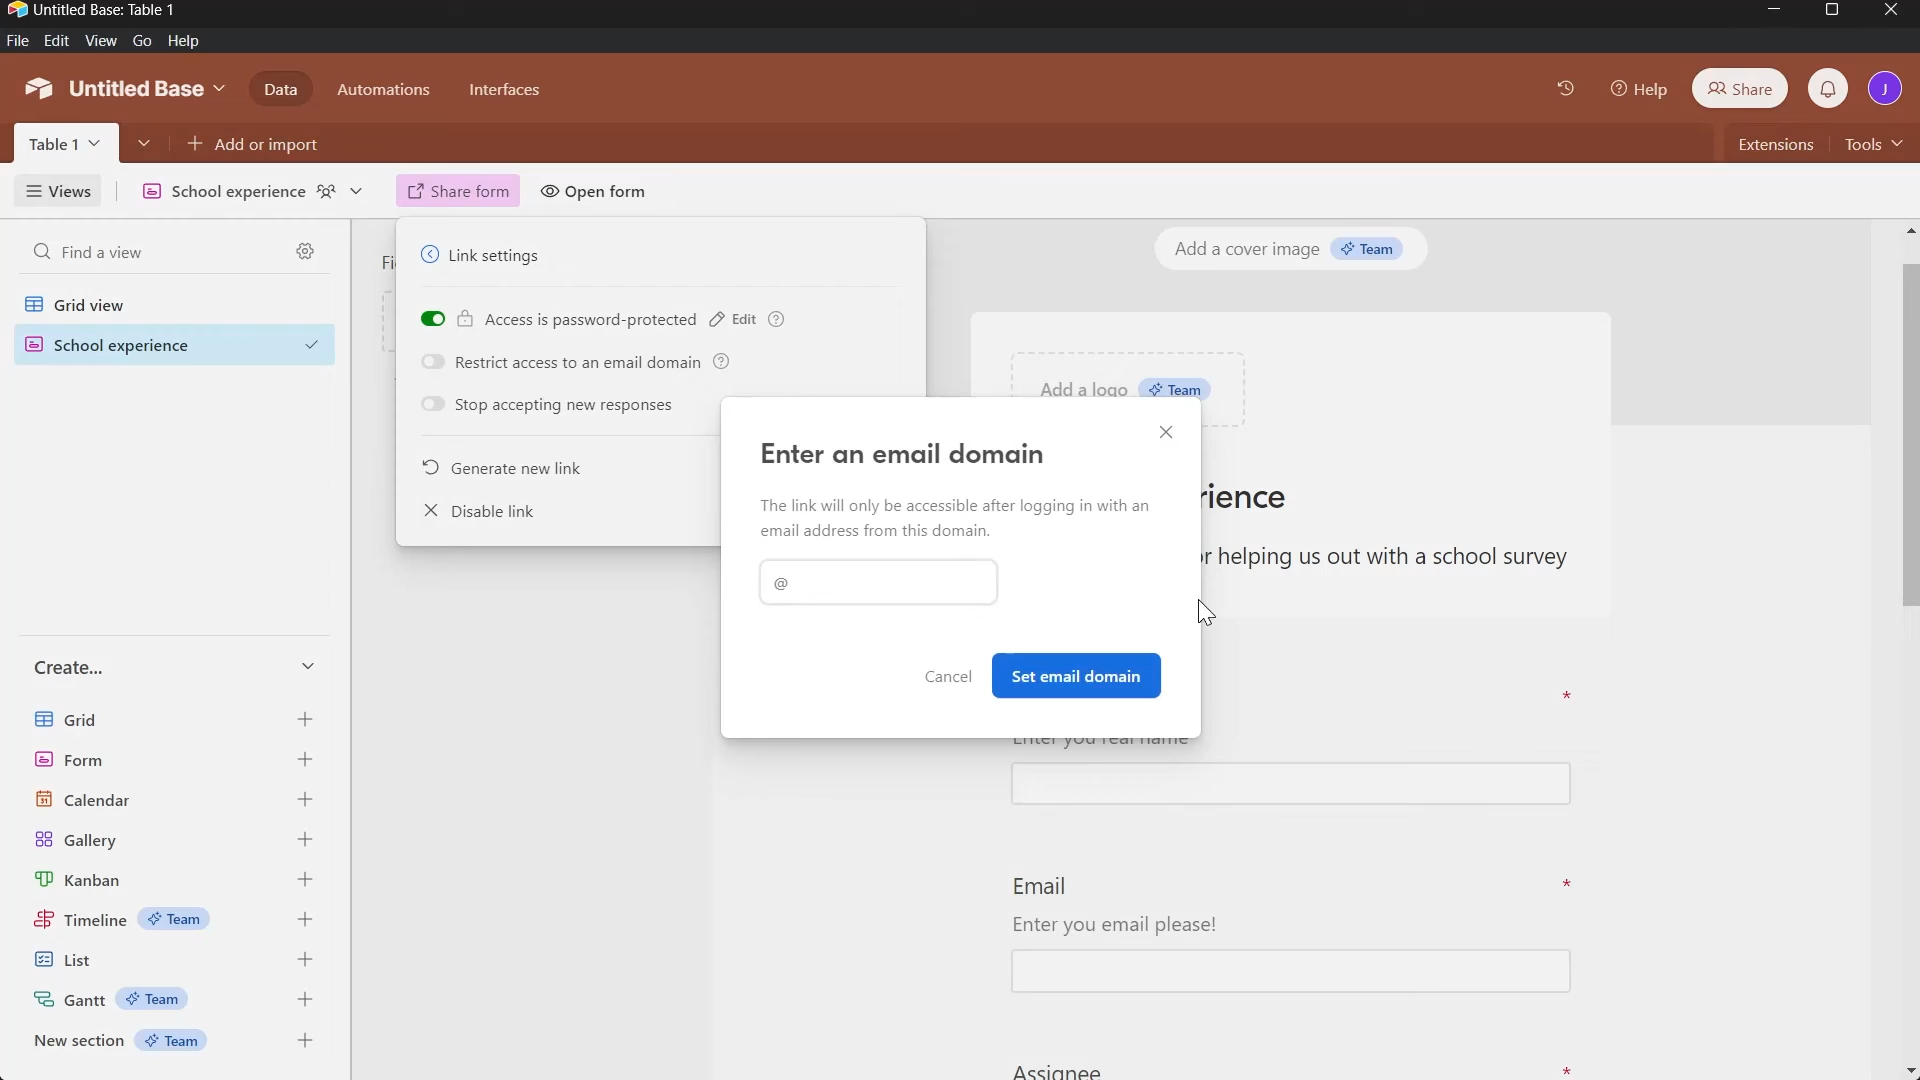 Untitled Base: Table 1
File Edit View Go Help
Untitled Base Data Automations Interfaces Help Share J
Table 1 Add or import Extensions Tools
Views School experience Share form Open form
Find a view
Grid view
School experience
Create...
Grid
Form
31 Calendar
Gallery
Kanban
Timeline Team
List
Gantt Team
New section Team
Link settings
Access is password-protected Edit
Restrict access to an email domain
Stop accepting new responses
Generate new link
Disable link
Enter an email domain
The link will only be accessible after logging in with an
email address from this domain.
@
Cancel Set email domain
Add a cover image Team
Add a logo Team
helping us out with a school survey
*
Enter you real name
Email *
Enter you email please!
Assignee *